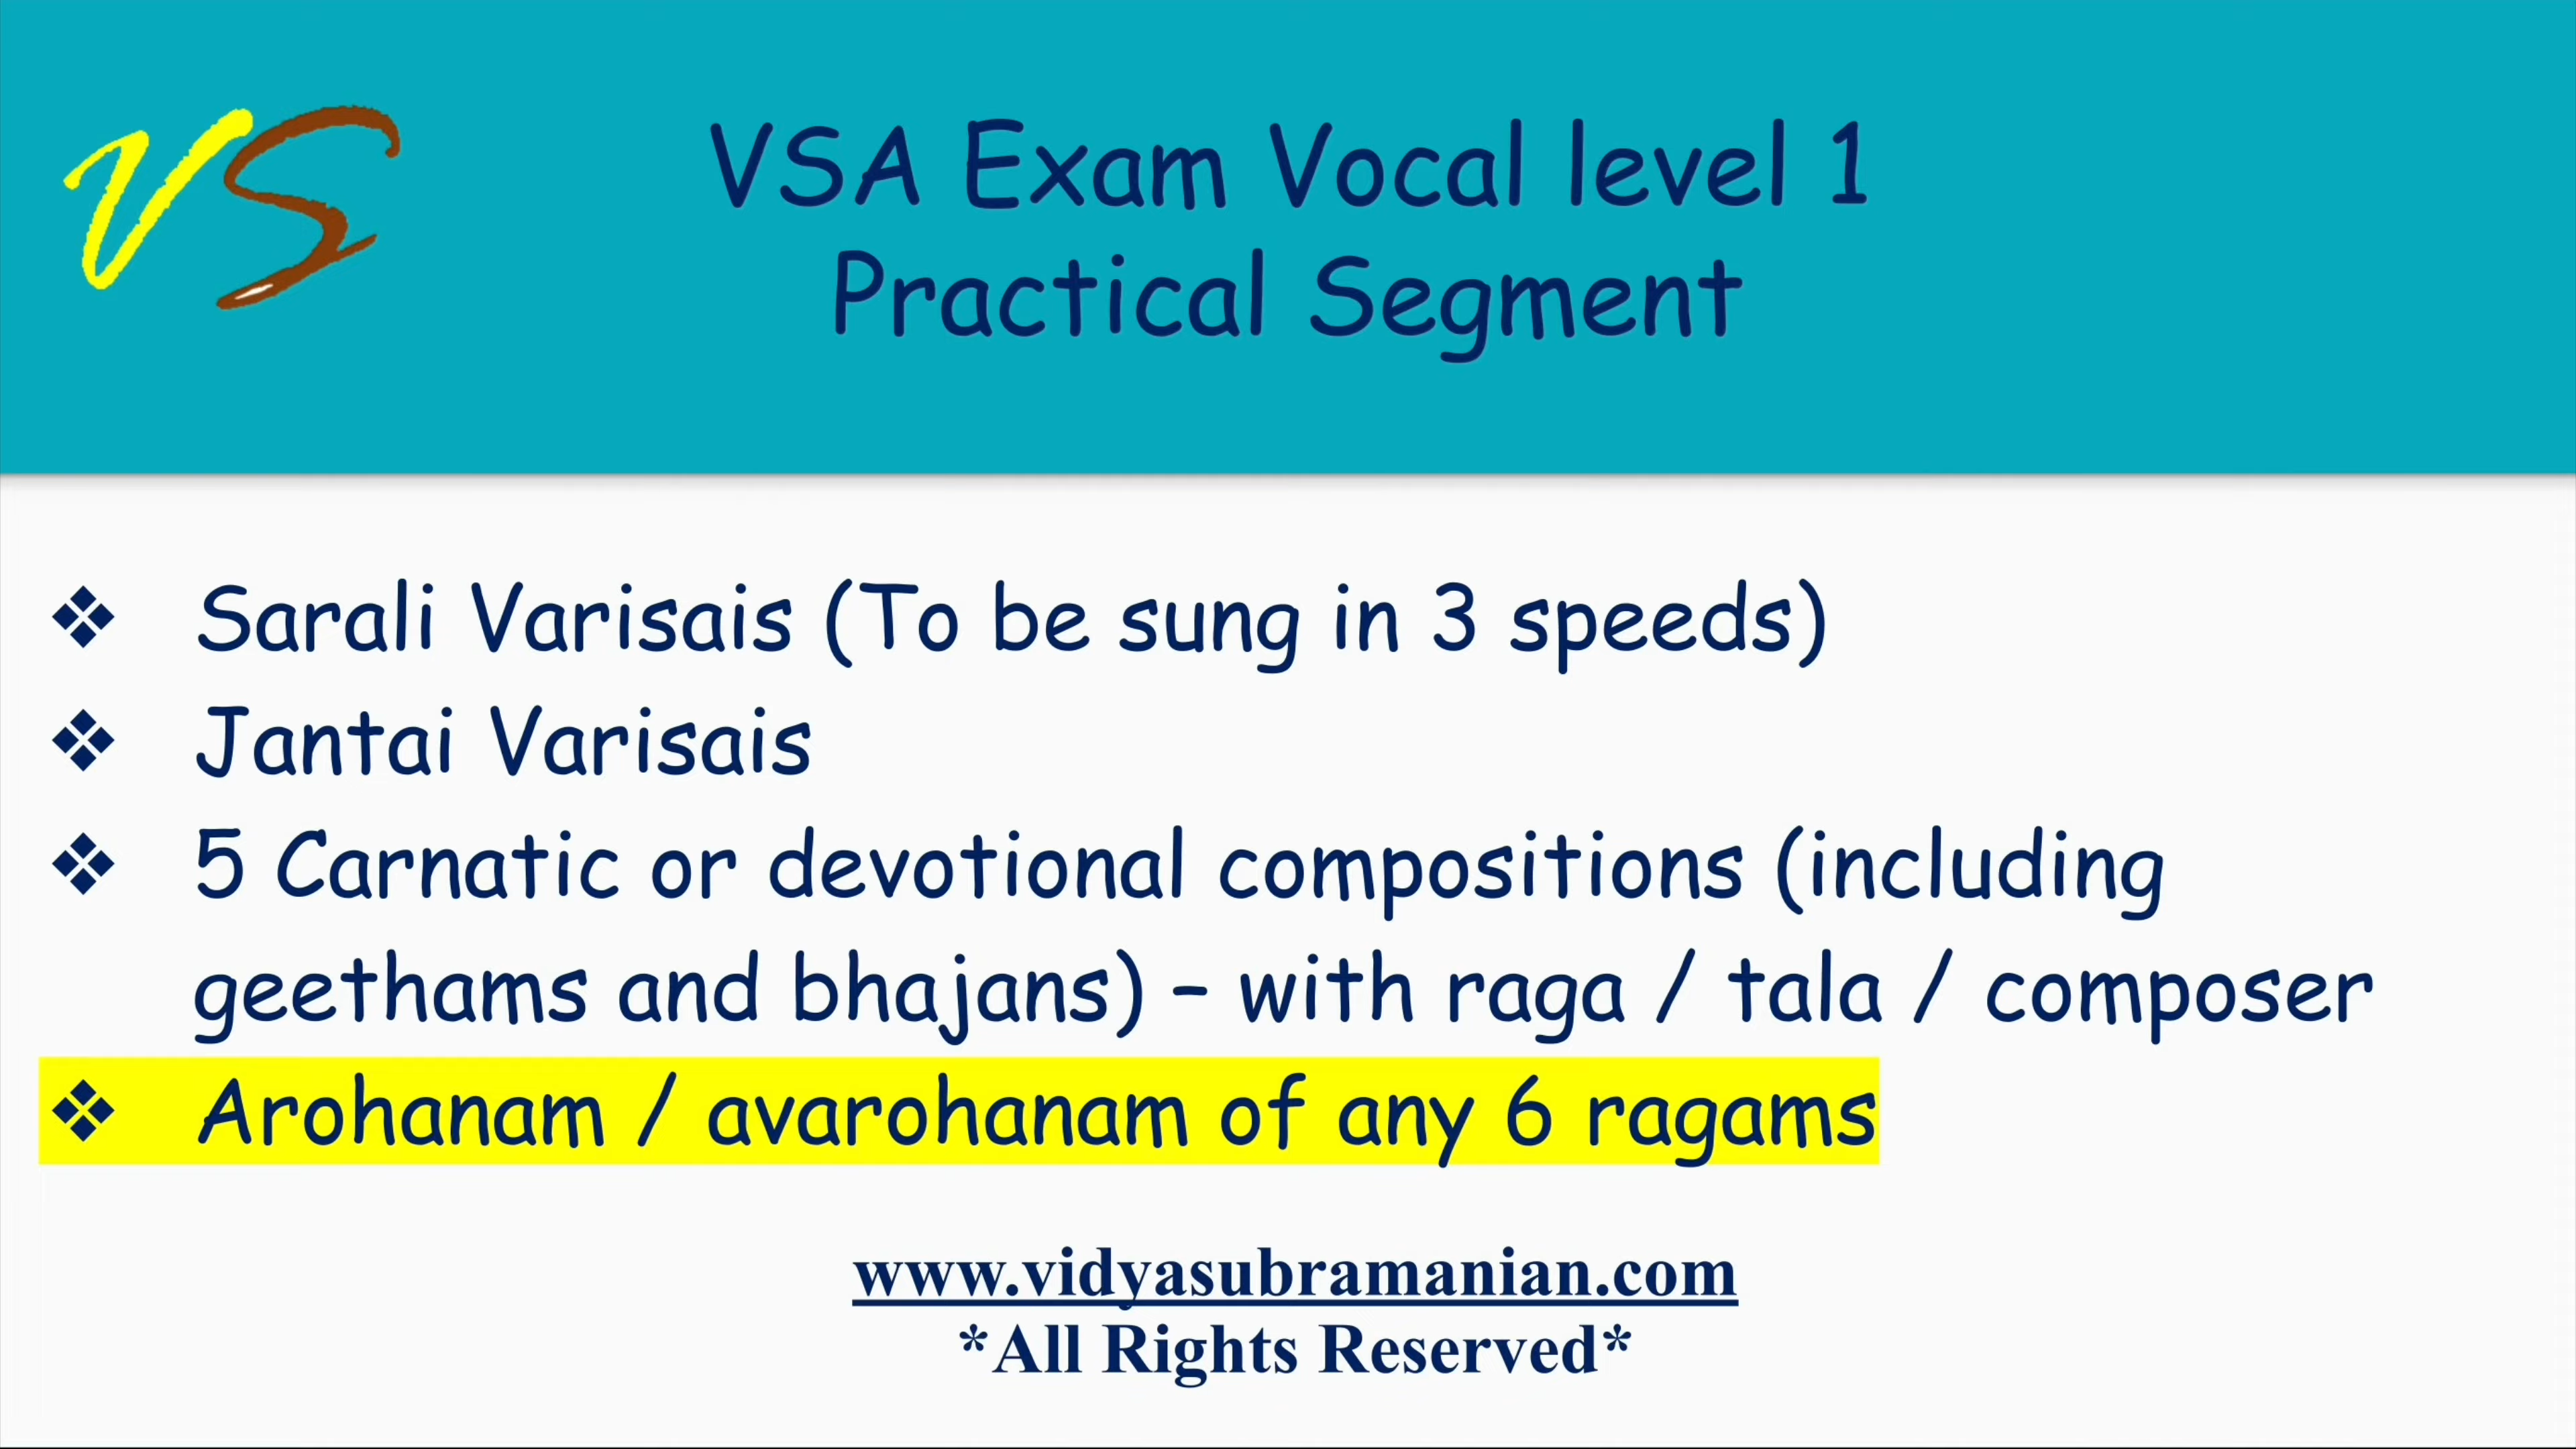 VS
VSA Exam Vocal level 1
Practical Segment
❖ Sarali Varisais (To be sung in 3 speeds)
❖ Jantai Varisais
❖ 5 Carnatic or devotional compositions (including
geethams and bhajans) – with raga / tala / composer
❖ Arohanam / avarohanam of any 6 ragams
www.vidyasubramanian.com
*All Rights Reserved*